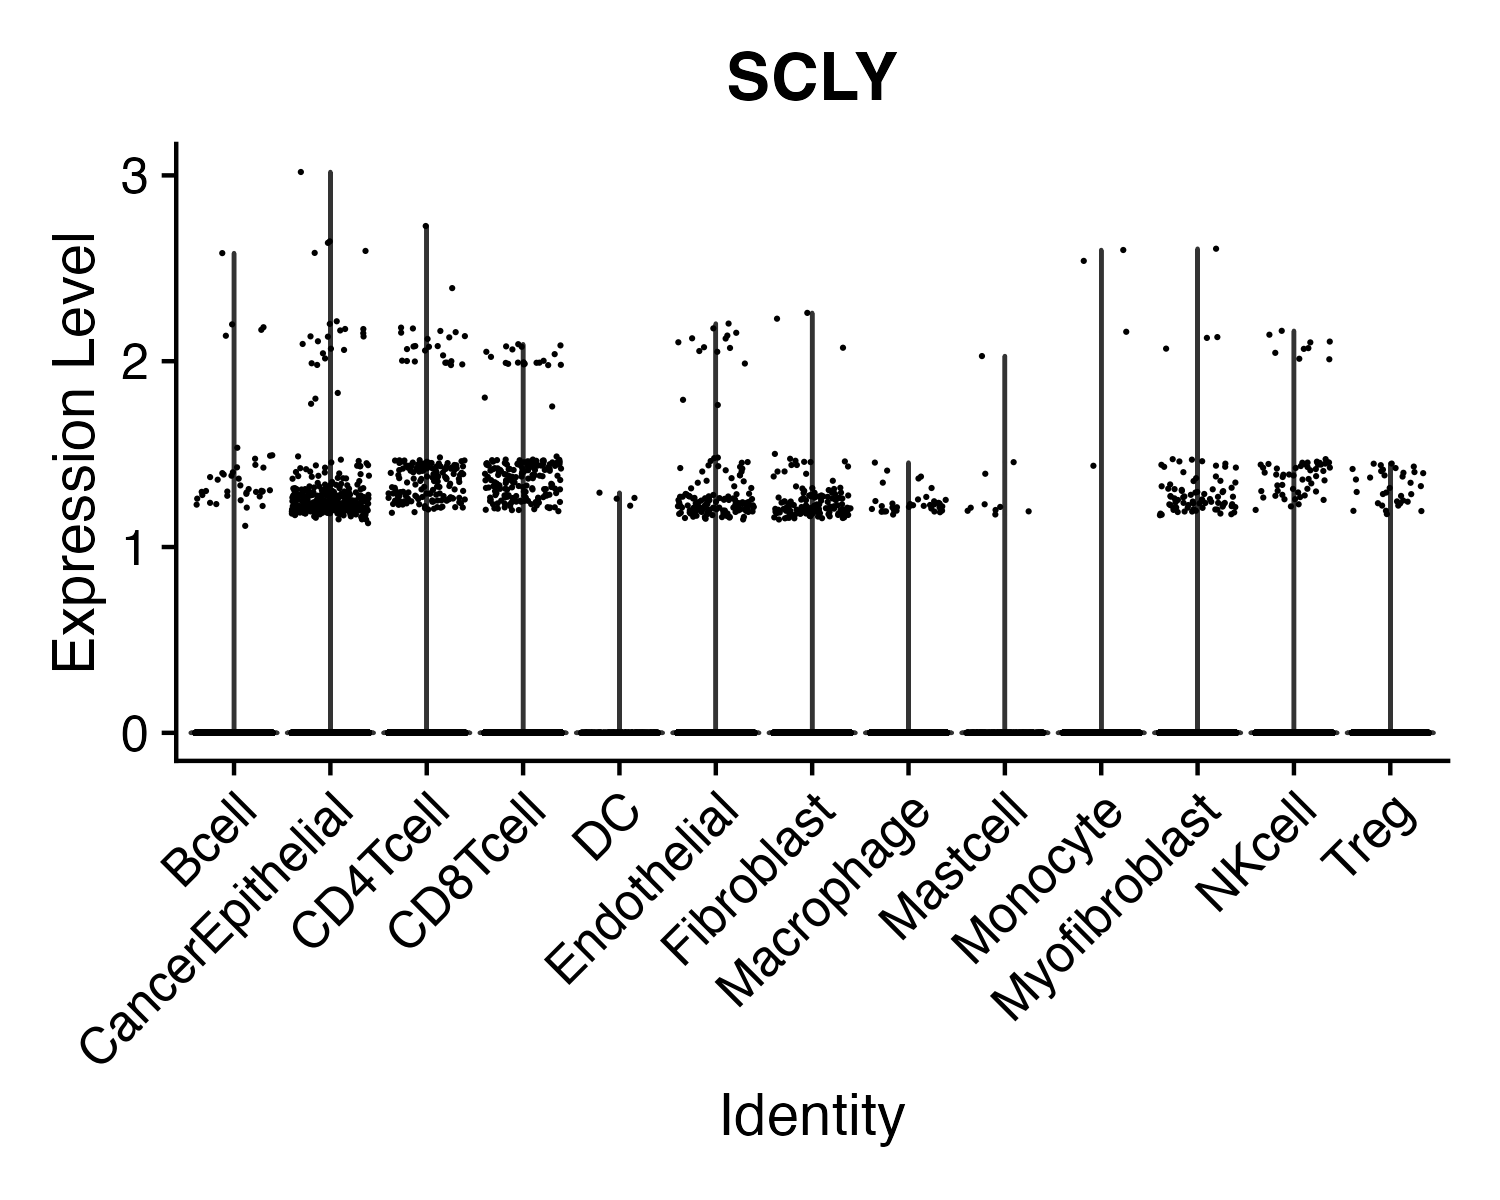 SCLY
Expression Level
3
2
1
0
Bcell
CancerEpithelial
CD4Tcell
CD8Tcell
DC
Endothelial
Fibroblast
Macrophage
Mastcell
Monocyte
Myofibroblast
NKcell
Treg
Identity